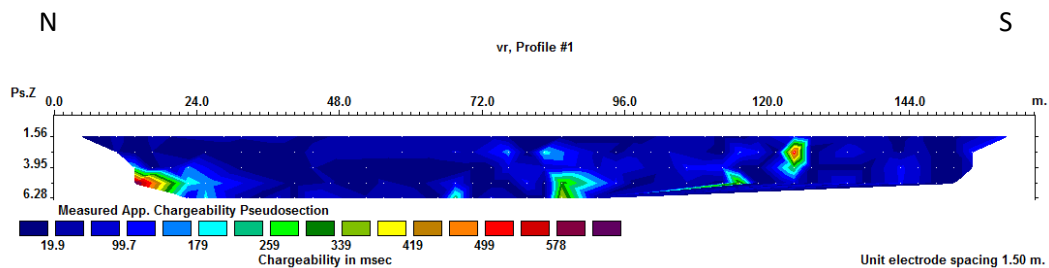 N S
vr, Profile #1
Ps.Z 0.0 24.0 48.0 72.0 96.0 120.0 144.0 m.
1.56
3.95
6.28
Measured App. Chargeability Pseudosection
19.9 99.7 179 259 339 419 499 578
Chargeability in msec Unit electrode spacing 1.50 m.